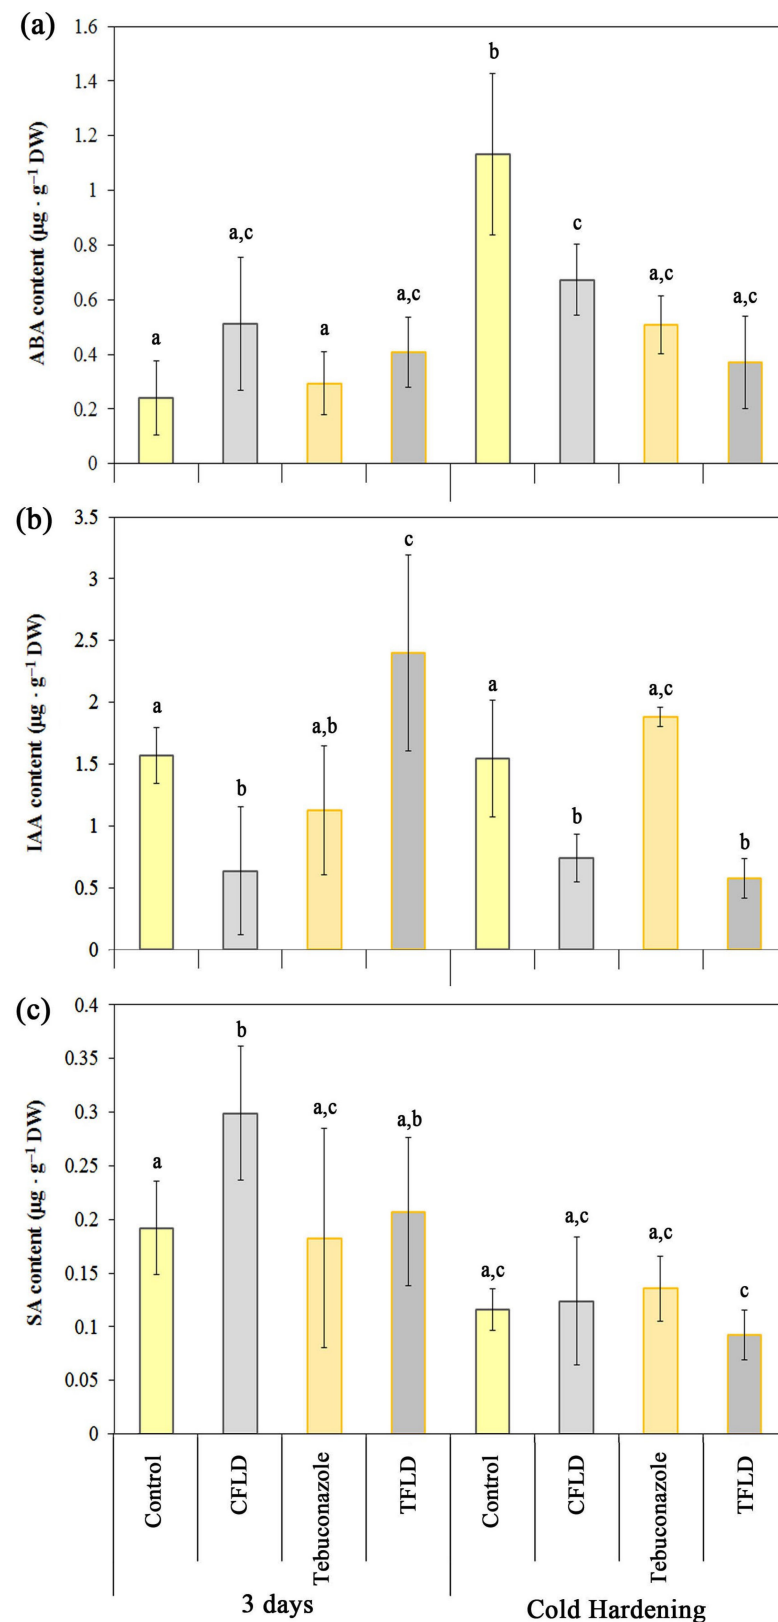 (a)
ABA content (µg · g⁻¹ DW)
1.6
1.4
1.2
1
0.8
0.6
0.4
0.2
0
a
a,c
a
a,c
b
c
a,c
a,c
(b)
IAA content (µg · g⁻¹ DW)
3.5
3
2.5
2
1.5
1
0.5
0
a
b
a,b
c
a
b
a,c
b
(c)
SA content (µg · g⁻¹ DW)
0.4
0.35
0.3
0.25
0.2
0.15
0.1
0.05
0
a
b
a,c
a,b
a,c
a,c
a,c
c
Control
CFLD
Tebuconazole
TFLD
Control
CFLD
Tebuconazole
TFLD
3 days
Cold Hardening